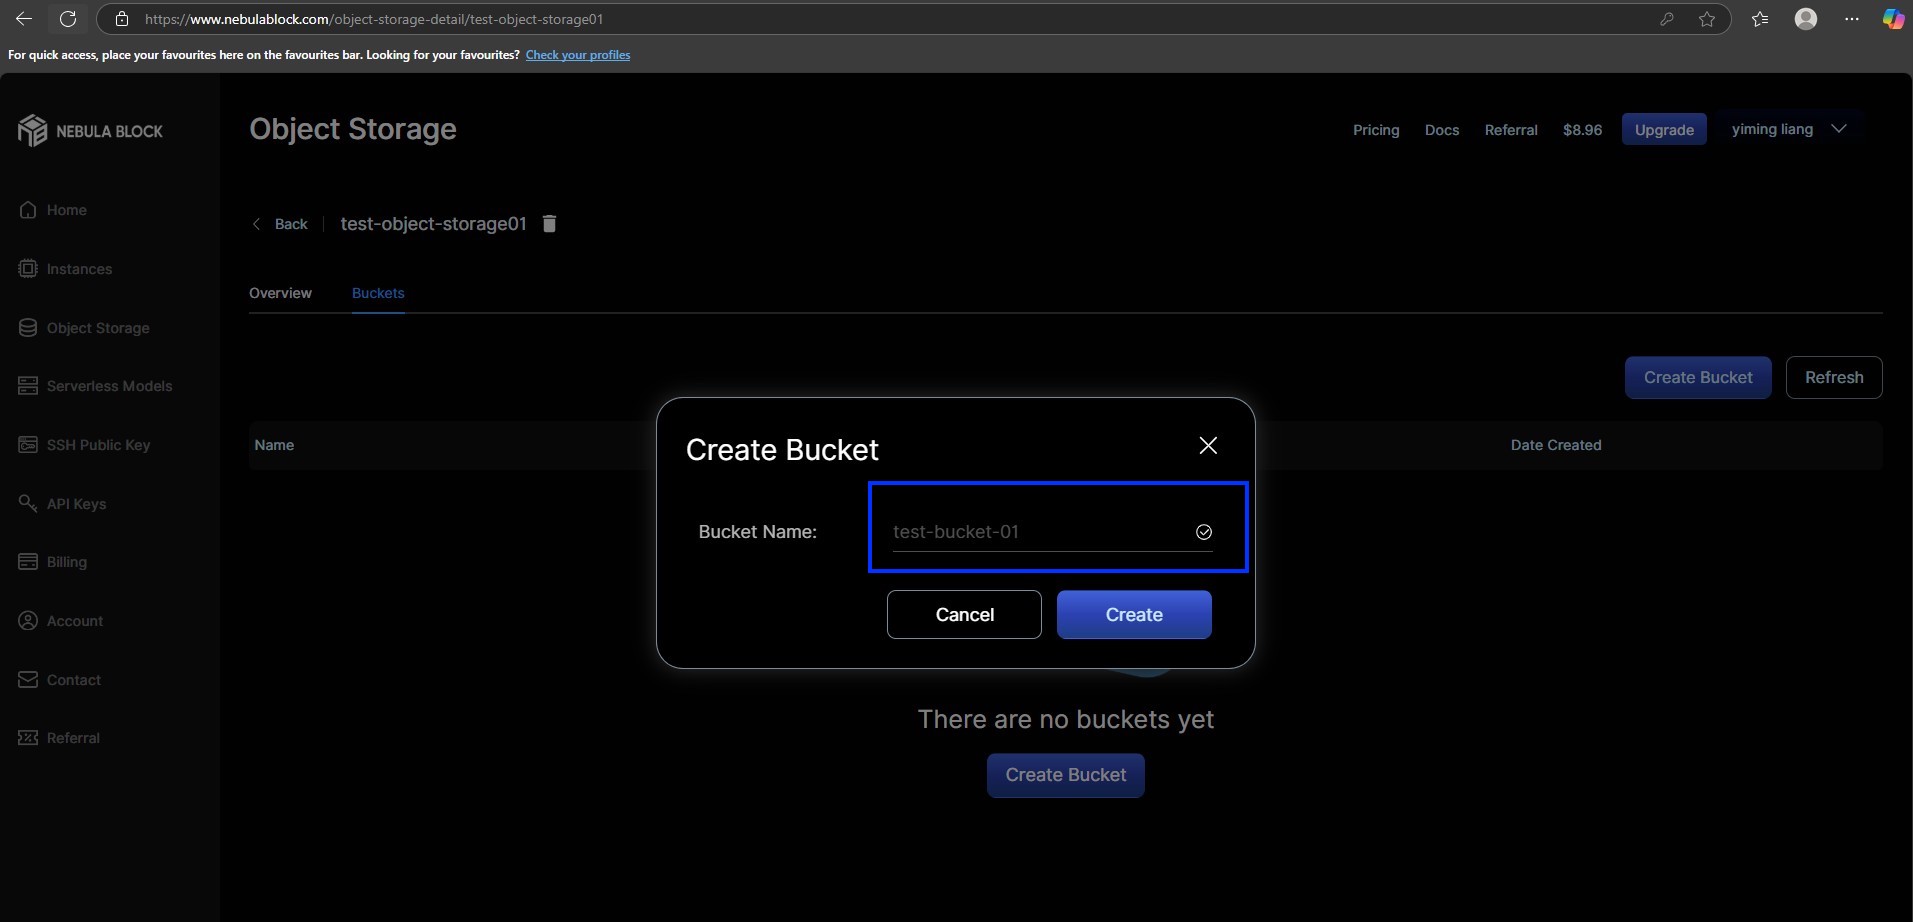 https://www.nebulablock.com/object-storage-detail/test-object-storage01
For quick access, place your favourites here on the favourites bar. Looking for your favourites? Check your profiles
NEBULA BLOCK
Object Storage
Pricing Docs Referral $8.96 Upgrade yiming liang
Home
Instances
Object Storage
Serverless Models
SSH Public Key
API Keys
Billing
Account
Contact
Referral
Back test-object-storage01
Overview Buckets
Create Bucket Refresh
Name Date Created
Create Bucket
Bucket Name: test-bucket-01
Cancel Create
There are no buckets yet
Create Bucket